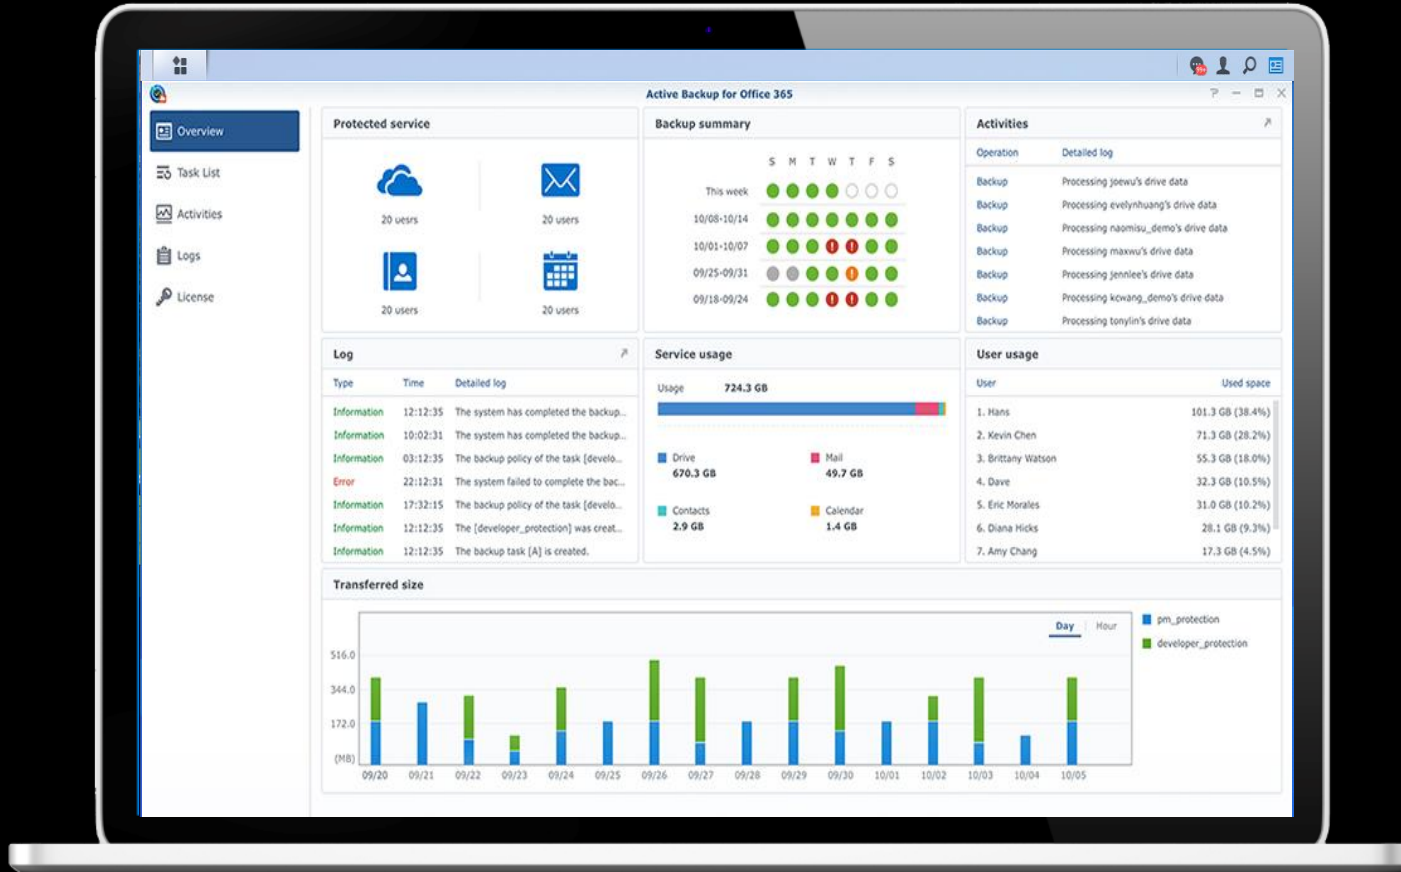 99+
Active Backup for Office 365
Overview
Task List
Activities
Logs
License
Protected service
20 uesrs
20 users
20 users
20 users
Backup summary
S M T W T F S
This week
10/08-10/14
10/01-10/07
09/25-09/31
09/18-09/24
Activities
Operation Detailed log
Backup Processing joewu's drive data
Backup Processing evelynhuang's drive data
Backup Processing naomisu_demo's drive data
Backup Processing maxwu's drive data
Backup Processing jennlee's drive data
Backup Processing kcwang_demo's drive data
Backup Processing tonylin's drive data
Log
Type Time Detailed log
Information 12:12:35 The system has completed the backup...
Information 10:02:31 The system has completed the backup...
Information 03:12:35 The backup policy of the task [develo...
Error 22:12:31 The system failed to complete the bac...
Information 17:32:15 The backup policy of the task [develo...
Information 12:12:35 The [developer_protection] was creat...
Information 12:12:35 The backup task [A] is created.
Service usage
Usage 724.3 GB
Drive Mail
670.3 GB 49.7 GB
Contacts Calendar
2.9 GB 1.4 GB
User usage
User Used space
1. Hans 101.3 GB (38.4%)
2. Kevin Chen 71.3 GB (28.2%)
3. Brittany Watson 55.3 GB (18.0%)
4. Dave 32.3 GB (10.5%)
5. Eric Morales 31.0 GB (10.2%)
6. Diana Hicks 28.1 GB (9.3%)
7. Amy Chang 17.3 GB (4.5%)
Transferred size
Day Hour
pm_protection
developer_protection
516.0
344.0
172.0
(MB)
09/20 09/21 09/22 09/23 09/24 09/25 09/26 09/27 09/28 09/29 09/30 10/01 10/02 10/03 10/04 10/05